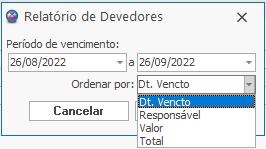 Relatório de Devedores
Período de vencimento:
26/08/2022 a 26/09/2022
Ordenar por: Dt. Vencto
Dt. Vencto
Responsável
Cancelar
Valor
Total